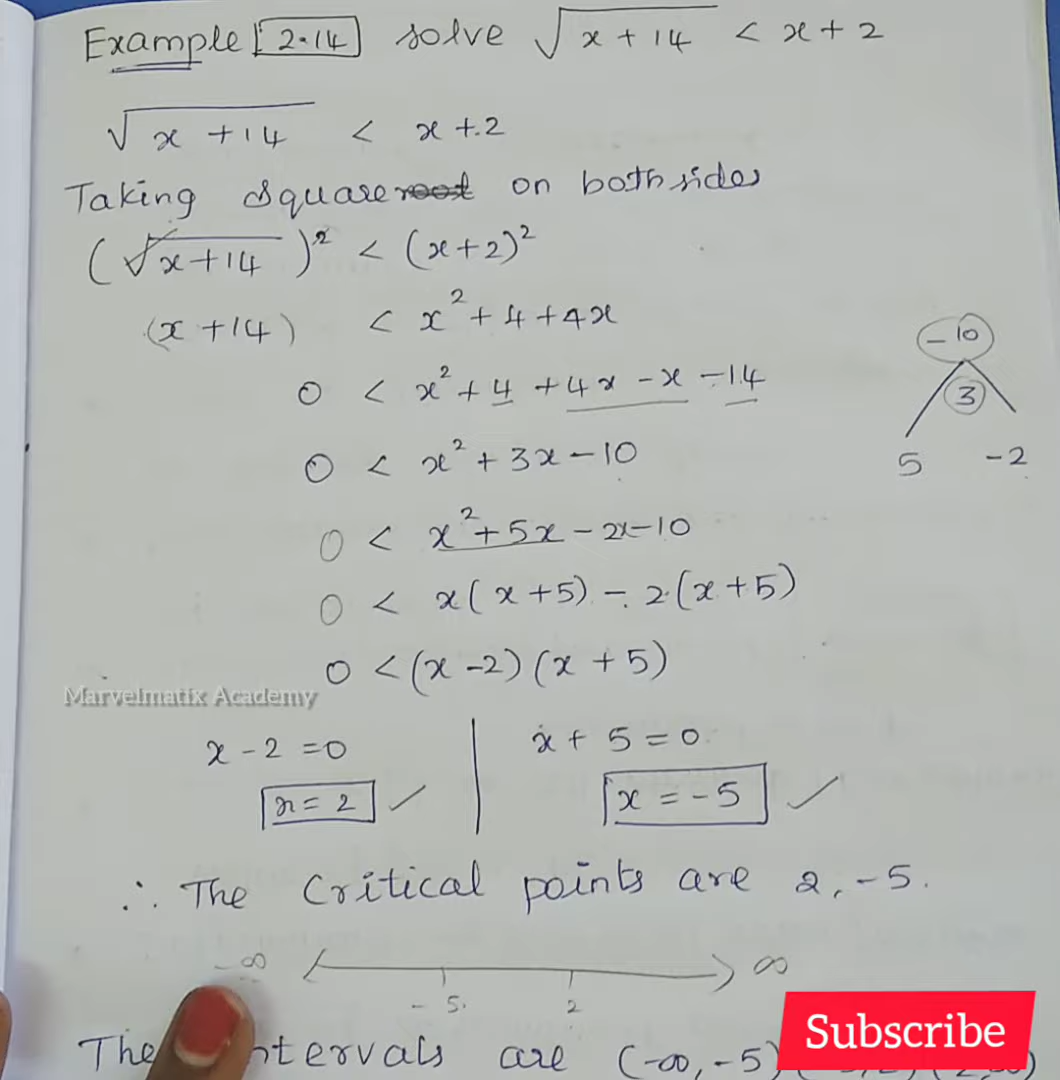 Example 2.14 solve √x + 14 < x + 2
√x + 14 < x + 2
Taking square root on both sides
(√x + 14)² < (x + 2)²
(x + 14) < x² + 4 + 4x
0 < x² + 4 + 4x - x - 14
-10
3
5 -2
0 < x² + 3x - 10
0 < x² + 5x - 2x - 10
0 < x(x + 5) - 2(x + 5)
0 < (x - 2)(x + 5)
Marvelmatix Academy
x - 2 = 0 x + 5 = 0
x = 2 ✓ x = -5 ✓
∴ The critical points are 2, -5.
-∞ ∞
-5 2
Subscribe
The are (-∞, -5)